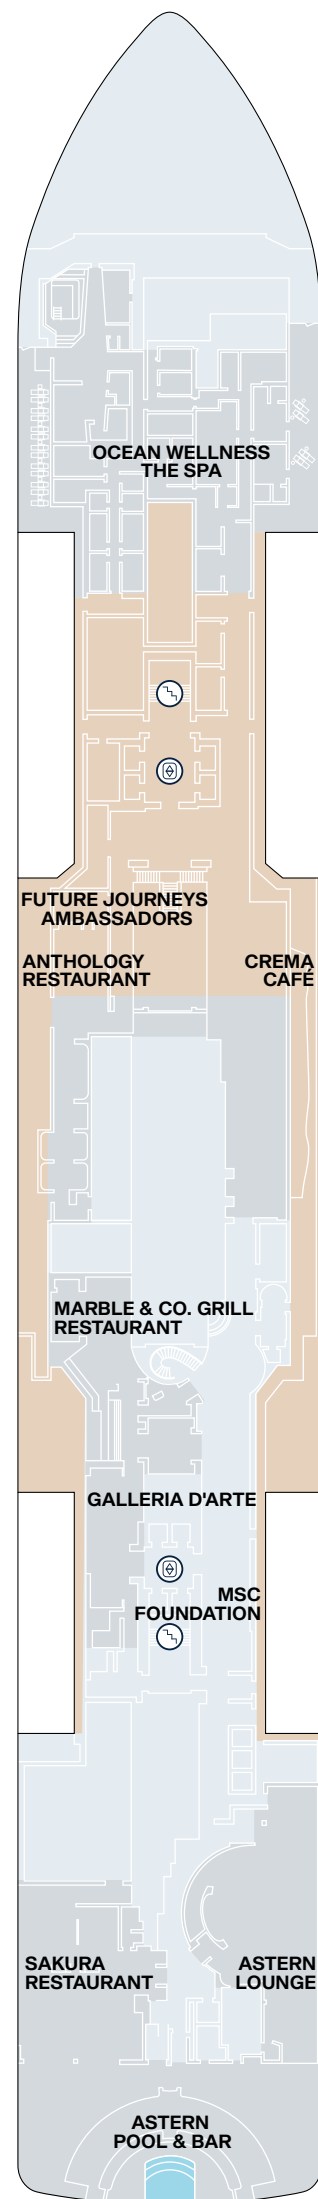 OCEAN WELLNESS
THE SPA
FUTURE JOURNEYS
AMBASSADORS
ANTHOLOGY
RESTAURANT
CREMA
CAFÉ
MARBLE & CO. GRILL
RESTAURANT
GALLERIA D'ARTE
MSC
FOUNDATION
SAKURA
RESTAURANT
ASTERN
LOUNGE
ASTERN
POOL & BAR